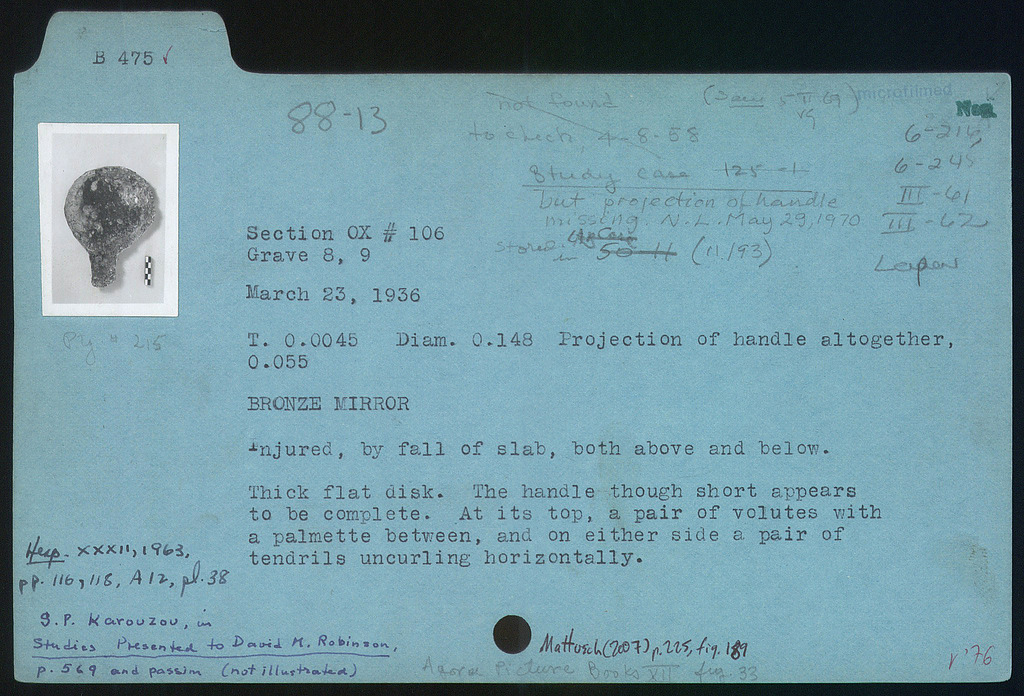 B 475 ✓
88-13
not found
to check, 4-8-58
(Saw 5 II 69)
microfilmed
Neg
6-245
III-61
III-62
Study case 125-1
but projection of handle
missing. N.L. May 29, 1970
stored in 50-11 (11/93)
Section OX # 106
Grave 8, 9
March 23, 1936
Py # 215
T. 0.0045 Diam. 0.148 Projection of handle altogether,
0.055
BRONZE MIRROR
Injured, by fall of slab, both above and below.
Thick flat disk. The handle though short appears
to be complete. At its top, a pair of volutes with
a palmette between, and on either side a pair of
tendrils uncurling horizontally.
Hesp. XXXII, 1963,
pp. 116, 118, A12, pl. 38
S.P. Karouzou, in
Studies Presented to David M. Robinson,
p. 569 and passim (not illustrated)
Mattusch (2007) p. 225, fig. 189
Agora Picture Books XII fig. 33
r '76